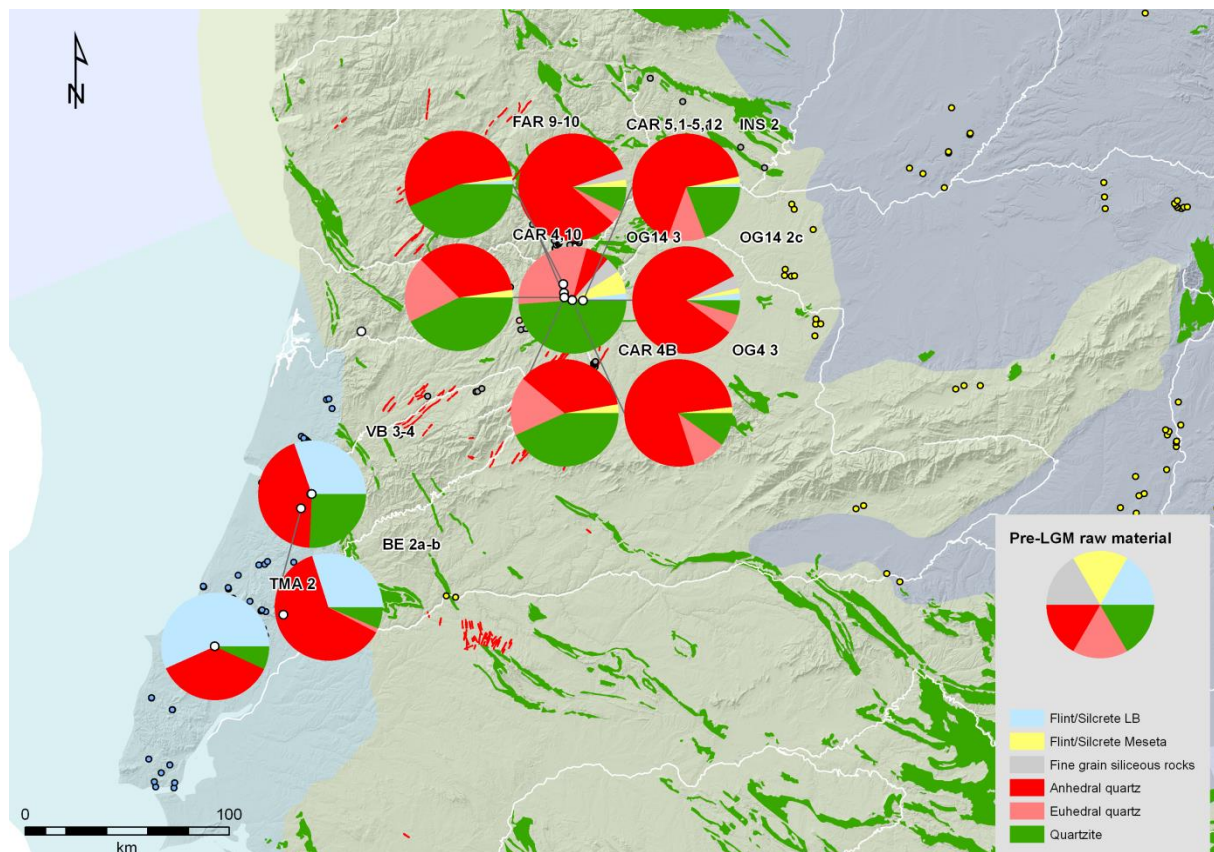 N
FAR 9-10
CAR 5,1-5,12
INS 2
CAR 4,10
OG14 3
OG14 2c
CAR 4B
OG4 3
VB 3-4
BE 2a-b
TMA 2
Pre-LGM raw material
Flint/Silcrete LB
Flint/Silcrete Meseta
Fine grain siliceous rocks
Anhedral quartz
Euhedral quartz
Quartzite
0 100
km